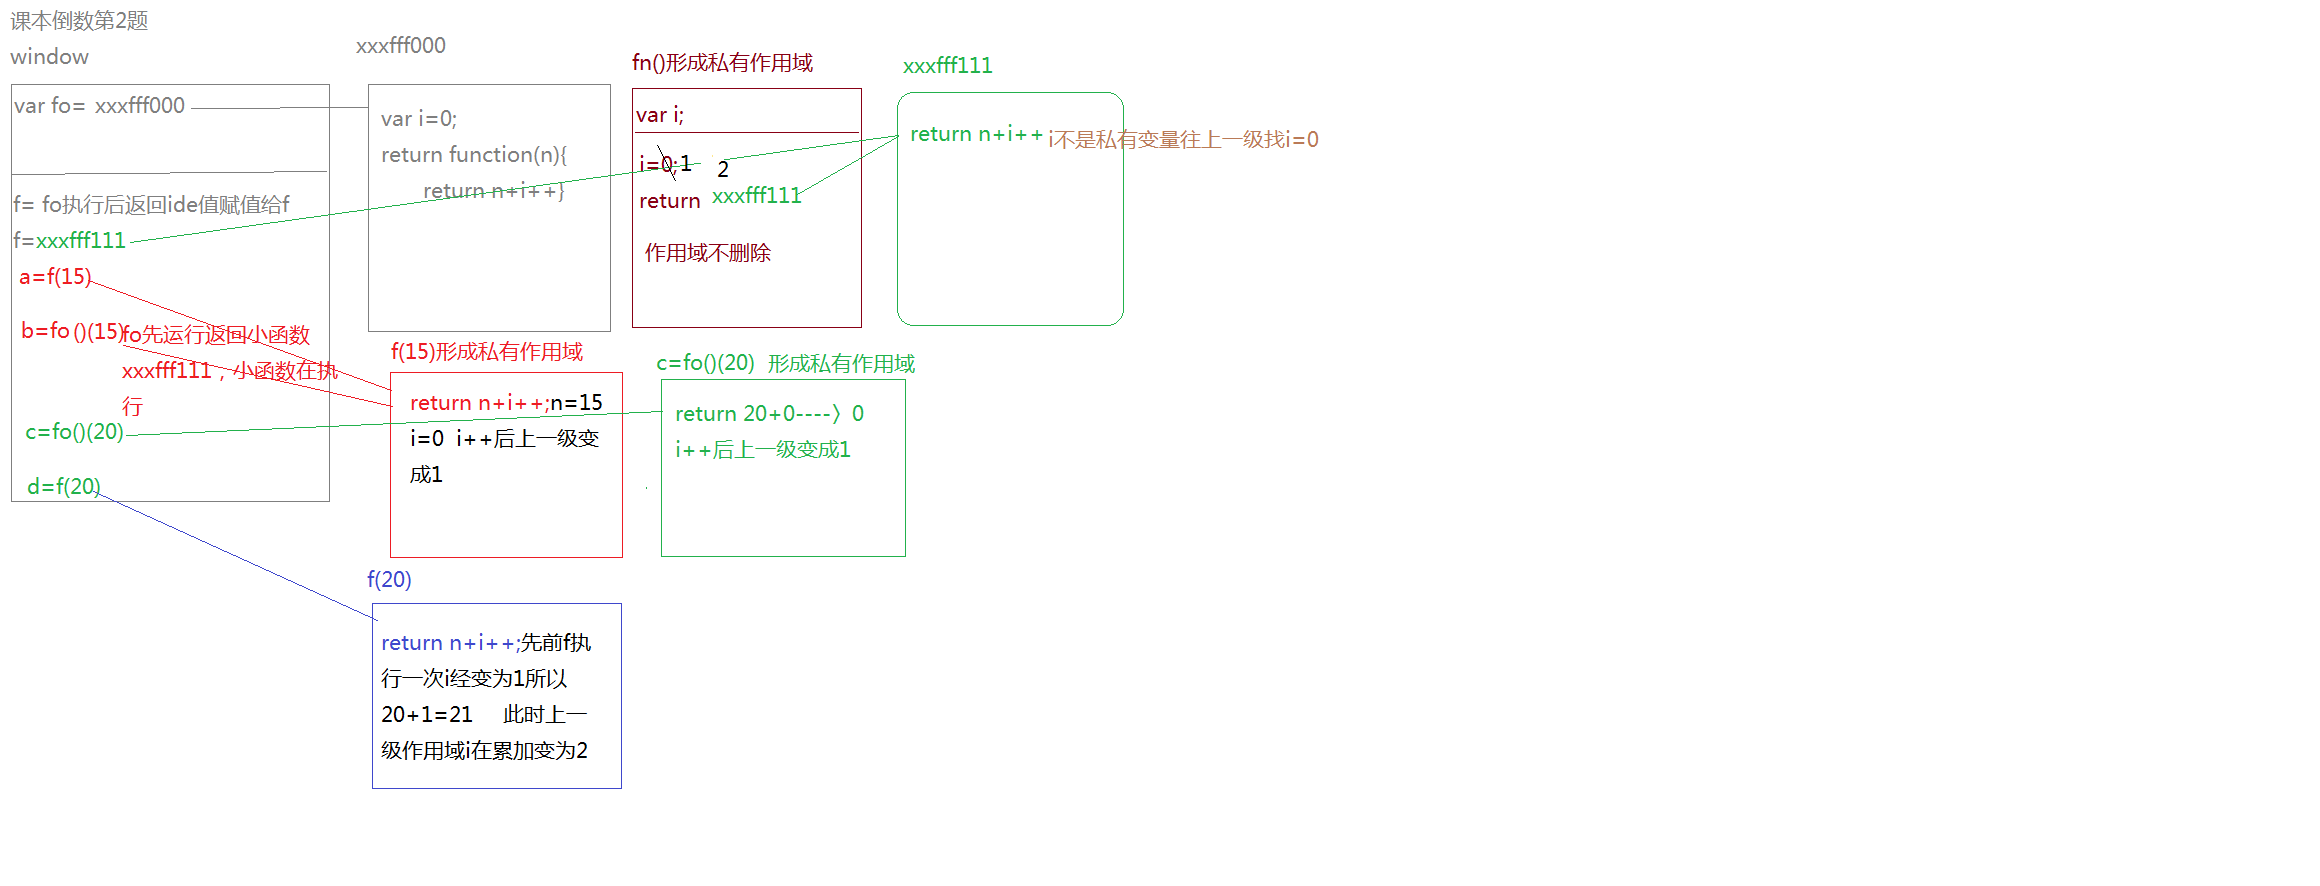 课本倒数第2题
window
var fo= xxxfff000
f= fo执行后返回ide值赋值给f
f=xxxfff111
a=f(15)
b=fo()(15)
fo先运行返回小函数
xxxfff111，小函数在执
行
c=fo()(20)
d=f(20)
xxxfff000
var i=0;
return function(n){
return n+i++}
fn()形成私有作用域
var i;
i=0;1 2
return xxxfff111
作用域不删除
xxxfff111
return n+i++ i不是私有变量往上一级找i=0
f(15)形成私有作用域
return n+i++;n=15
i=0 i++后上一级变
成1
c=fo()(20) 形成私有作用域
return 20+0----〉0
i++后上一级变成1
f(20)
return n+i++;先前f执
行一次i经变为1所以
20+1=21 此时上一
级作用域i在累加变为2